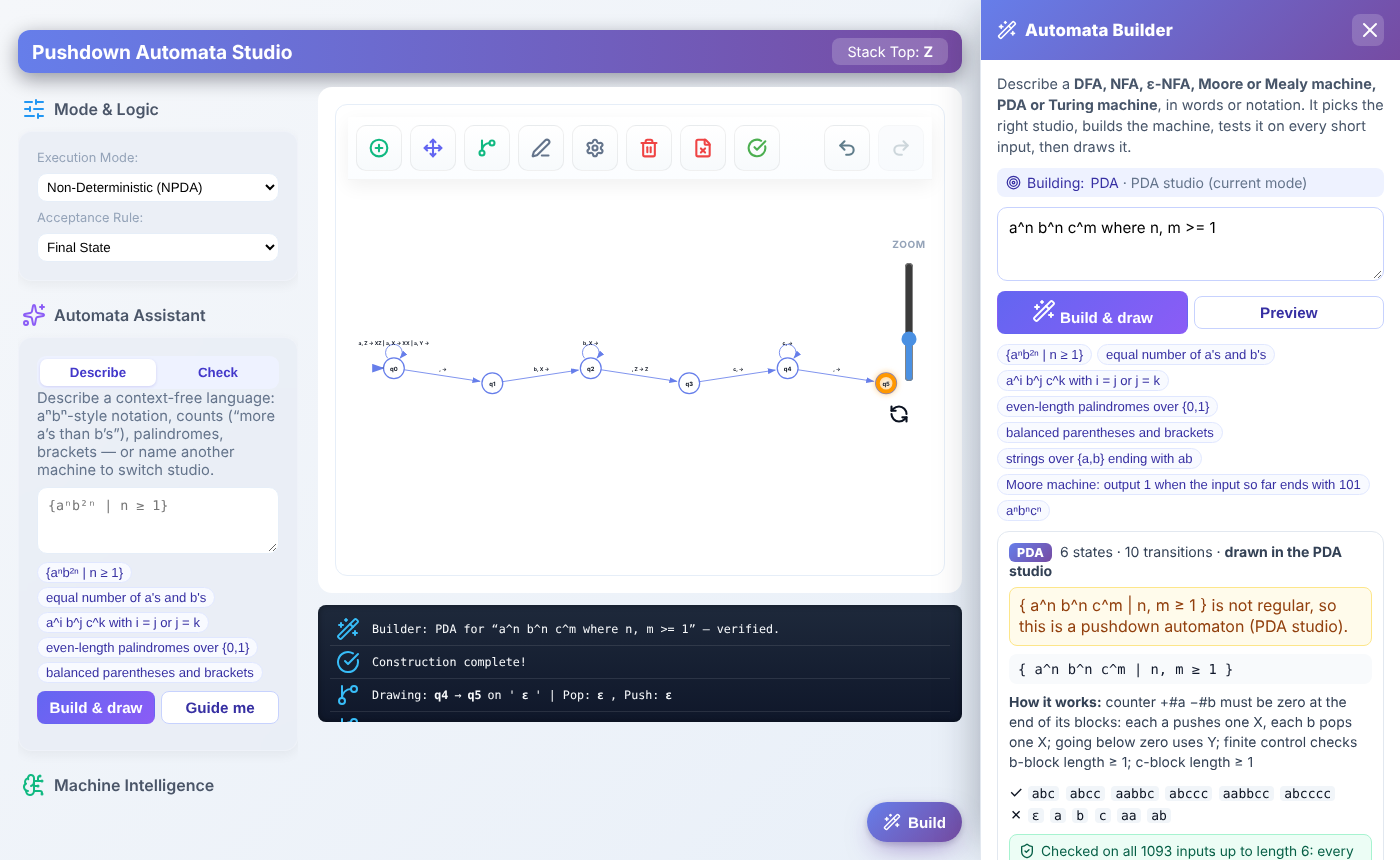 Pushdown Automata Studio
Stack Top: Z
Mode & Logic
Execution Mode:
Non-Deterministic (NPDA)
Acceptance Rule:
Final State
Automata Assistant
Describe
Check
Describe a context-free language:
aⁿbⁿ-style notation, counts (“more
a’s than b’s”), palindromes,
brackets — or name another
machine to switch studio.
{aⁿb²ⁿ | n ≥ 1}
{aⁿb²ⁿ | n ≥ 1}
equal number of a's and b's
a^i b^j c^k with i = j or j = k
even-length palindromes over {0,1}
balanced parentheses and brackets
Build & draw
Guide me
Machine Intelligence
ZOOM
a, Z → XZ | a, X → XX | a, Y →
q0
, →
q1
b, X →
b, X →
q2
, Z → Z
q3
c, →
c, →
q4
, →
q5
Builder: PDA for “a^n b^n c^m where n, m >= 1” — verified.
Construction complete!
Drawing: q4 → q5 on ' ε ' | Pop: ε , Push: ε
Build
Automata Builder
Describe a DFA, NFA, ε-NFA, Moore or Mealy machine,
PDA or Turing machine, in words or notation. It picks the
right studio, builds the machine, tests it on every short
input, then draws it.
Building: PDA · PDA studio (current mode)
a^n b^n c^m where n, m >= 1
Build & draw
Preview
{aⁿb²ⁿ | n ≥ 1}
equal number of a's and b's
a^i b^j c^k with i = j or j = k
even-length palindromes over {0,1}
balanced parentheses and brackets
strings over {a,b} ending with ab
Moore machine: output 1 when the input so far ends with 101
aⁿbⁿcⁿ
PDA 6 states · 10 transitions · drawn in the PDA
studio
{ a^n b^n c^m | n, m ≥ 1 } is not regular, so
this is a pushdown automaton (PDA studio).
{ a^n b^n c^m | n, m ≥ 1 }
How it works: counter +#a −#b must be zero at the
end of its blocks: each a pushes one X, each b pops
one X; going below zero uses Y; finite control checks
b-block length ≥ 1; c-block length ≥ 1
abc abcc aabbc abccc aabbcc abcccc
ε a b c aa ab
Checked on all 1093 inputs up to length 6: every